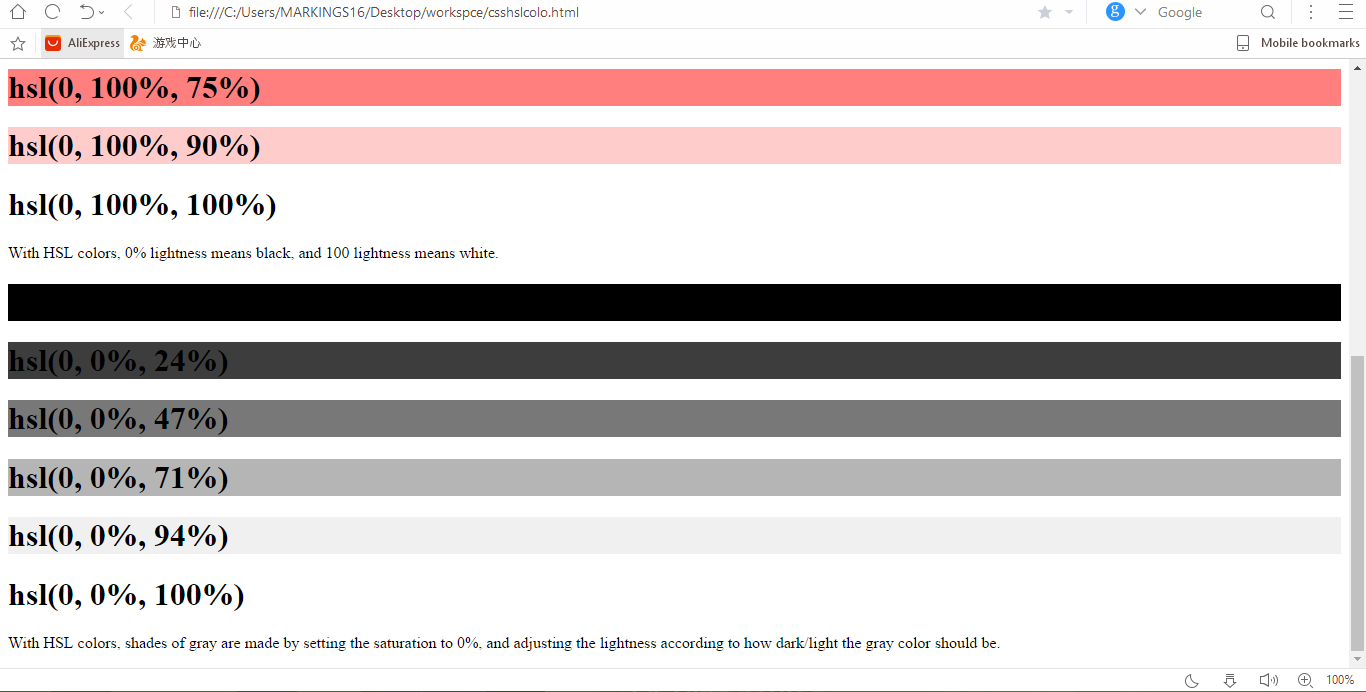 file:///C:/Users/MARKINGS16/Desktop/workspce/csshslcolo.html
Google
AliExpress 游戏中心 Mobile bookmarks
hsl(0, 100%, 75%)
hsl(0, 100%, 90%)
hsl(0, 100%, 100%)
With HSL colors, 0% lightness means black, and 100 lightness means white.
hsl(0, 0%, 24%)
hsl(0, 0%, 47%)
hsl(0, 0%, 71%)
hsl(0, 0%, 94%)
hsl(0, 0%, 100%)
With HSL colors, shades of gray are made by setting the saturation to 0%, and adjusting the lightness according to how dark/light the gray color should be.
100%